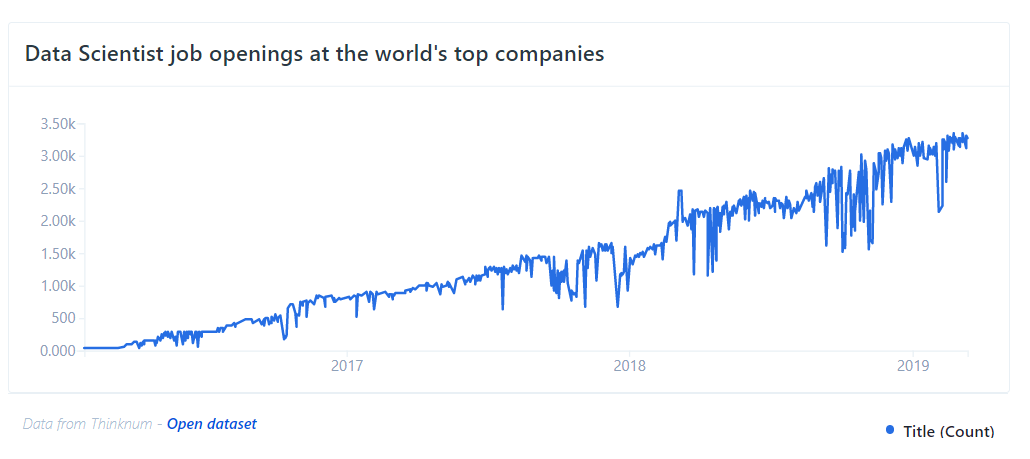 Data Scientist job openings at the world's top companies
3.50k
3.00k
2.50k
2.00k
1.50k
1.00k
500
0.000
2017 2018 2019
Data from Thinknum - Open dataset
Title (Count)